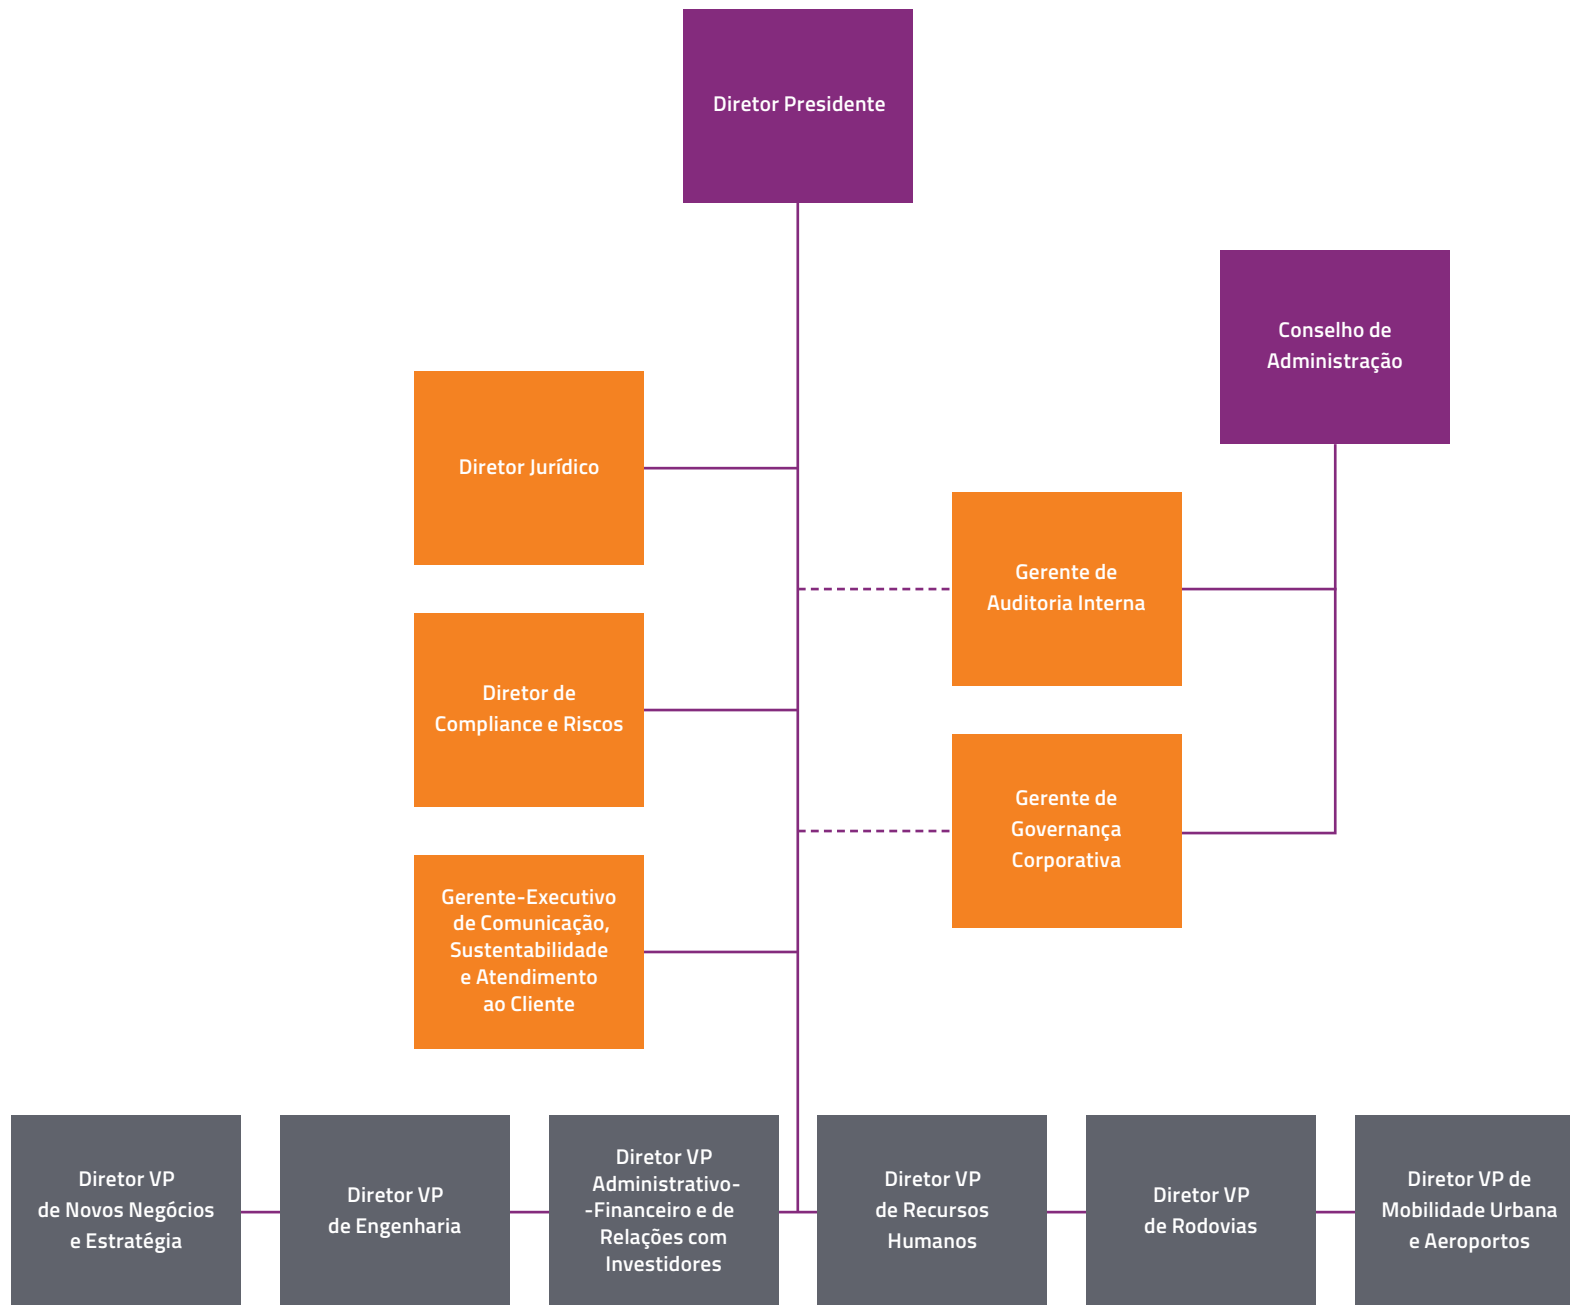 Diretor Presidente
Conselho de
Administração
Diretor Jurídico
Gerente de
Auditoria Interna
Diretor de
Compliance e Riscos
Gerente de
Governança
Corporativa
Gerente-Executivo
de Comunicação,
Sustentabilidade
e Atendimento
ao Cliente
Diretor VP
de Novos Negócios
e Estratégia
Diretor VP
de Engenharia
Diretor VP
Administrativo-
-Financeiro e de
Relações com
Investidores
Diretor VP
de Recursos
Humanos
Diretor VP
de Rodovias
Diretor VP de
Mobilidade Urbana
e Aeroportos